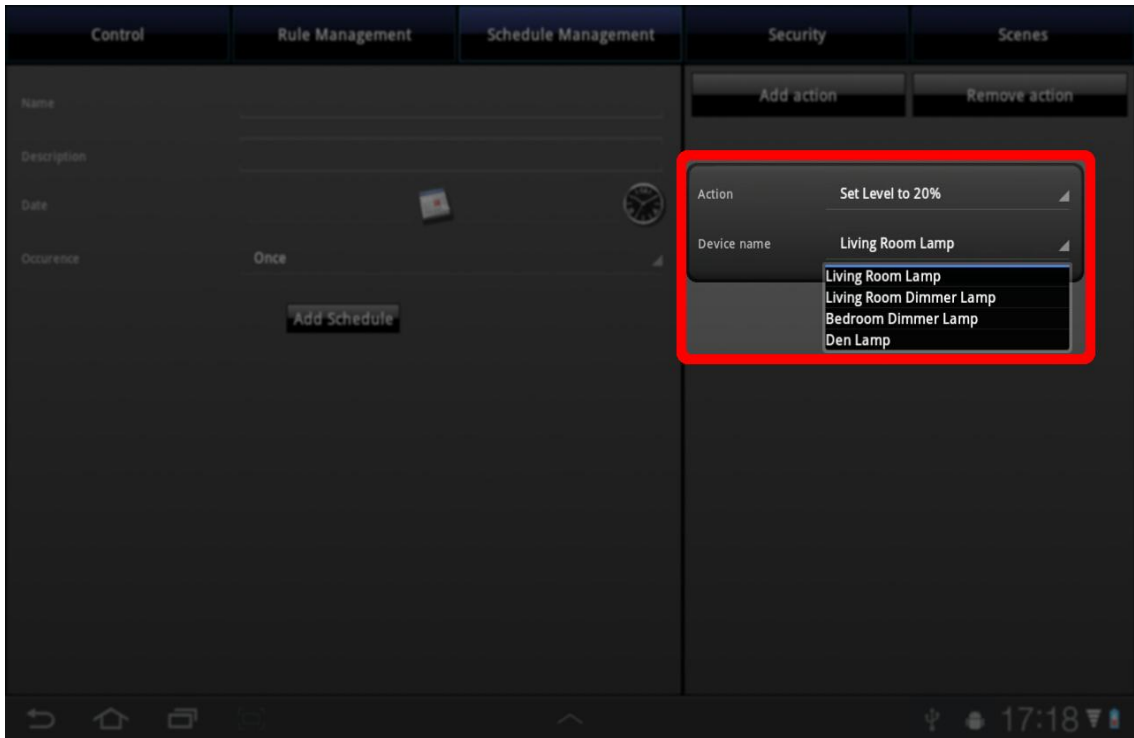 Control Rule Management Schedule Management Security Scenes
Name
Description
Date
Occurence Once
Add Schedule
Add action Remove action
Action Set Level to 20%
Device name Living Room Lamp
Living Room Lamp
Living Room Dimmer Lamp
Bedroom Dimmer Lamp
Den Lamp
17:18